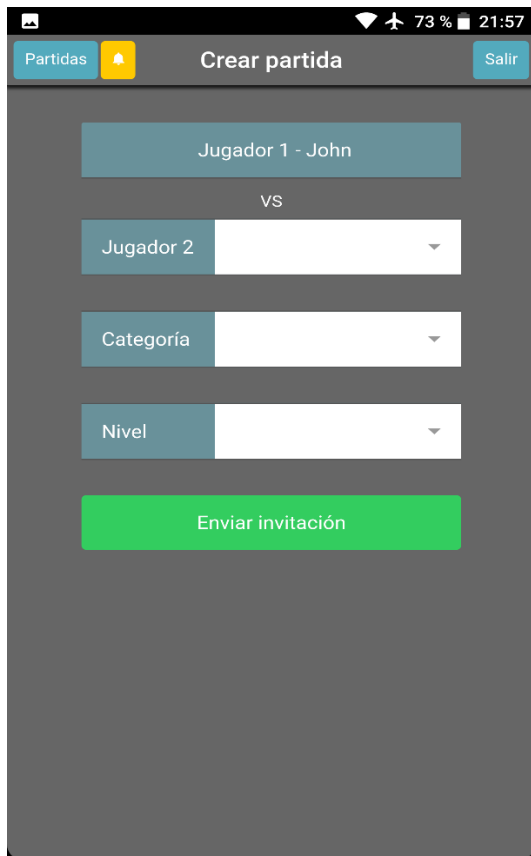 73 % 21:57
Partidas Crear partida Salir
Jugador 1 - John
VS
Jugador 2
Categoría
Nivel
Enviar invitación